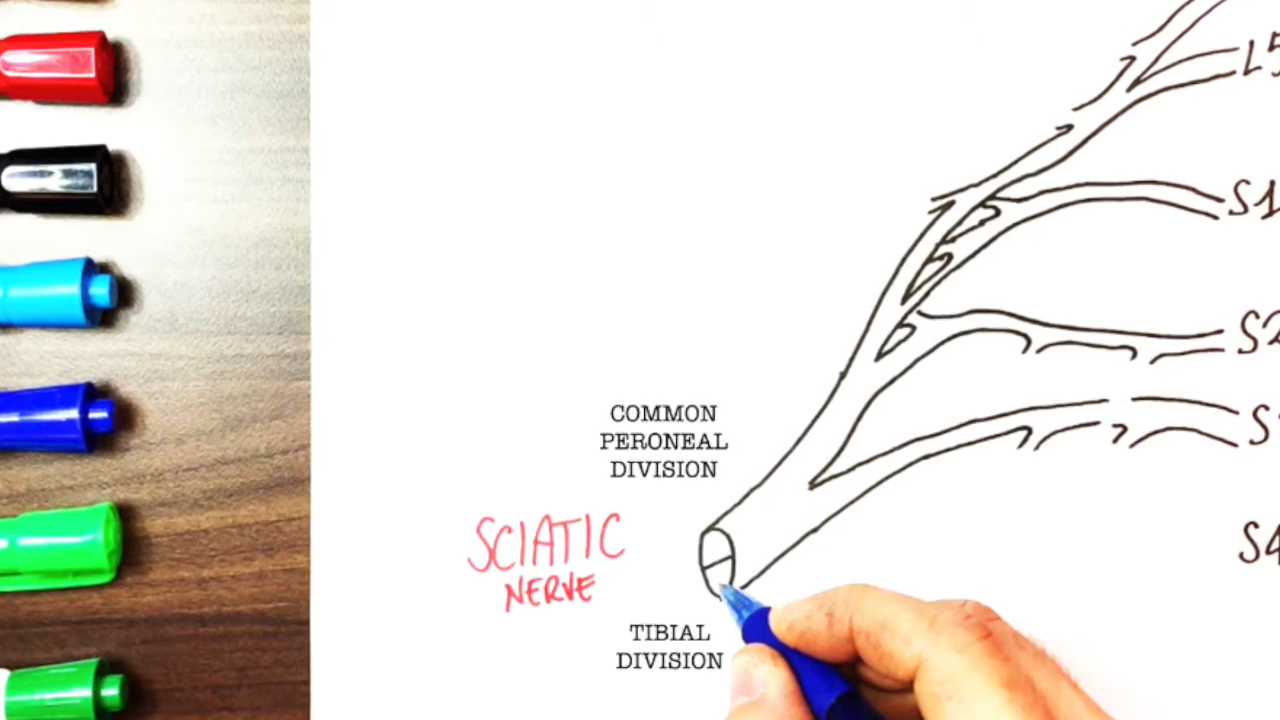 L5
S1
S2
COMMON
PERONEAL
DIVISION
SCIATIC
NERVE
S4
TIBIAL
DIVISION